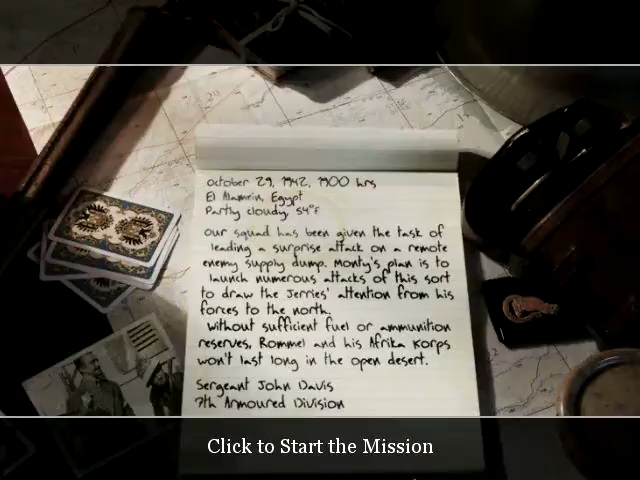 october 29, 1942, 1900 hrs
El Alamein, Egypt
Partly cloudy, 54°F
our squad has been given the task of
leading a surprise attack on a remote
enemy supply dump. Monty's plan is to
launch numerous attacks of this sort
to draw the Jerries' attention from his
forces to the north.
without sufficient fuel or ammunition
reserves, Rommel and his Afrika Korps
won't last long in the open desert.
Sergeant John Davis
7th Armoured Division
Click to Start the Mission